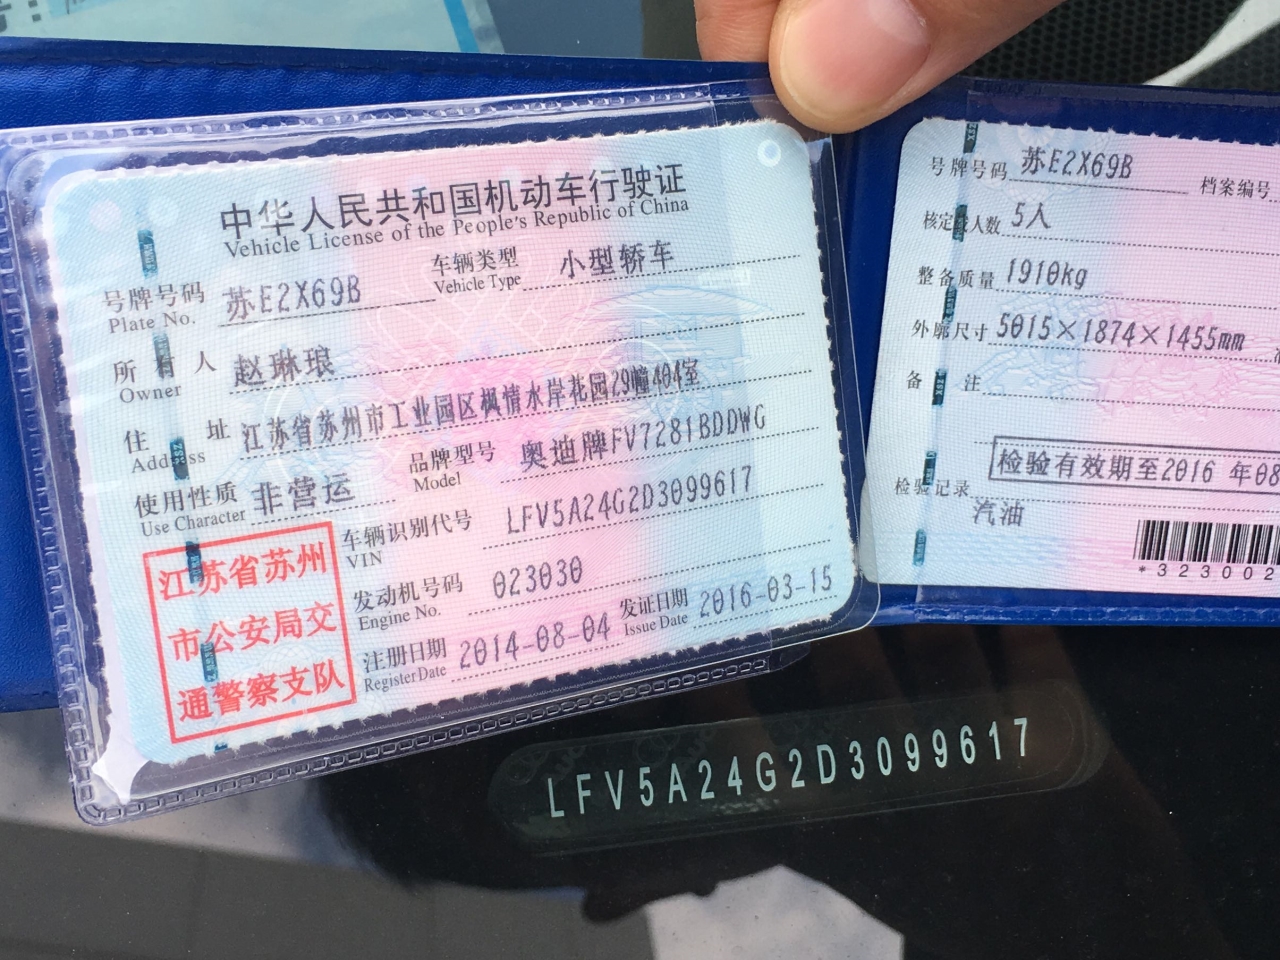 中华人民共和国机动车行驶证
Vehicle License of the People's Republic of China
号牌号码 苏E2X69B 车辆类型 小型轿车
Plate No. Vehicle Type
所有人 赵琳琅
Owner
住址 江苏省苏州市工业园区枫情水岸花园29幢404室
Address
品牌型号 奥迪牌FV7281BDDWG
Model
使用性质 非营运
Use Character
车辆识别代号 LFV5A24G2D3099617
VIN
发动机号码 023030
Engine No.
注册日期 2014-08-04 发证日期 2016-03-15
Register Date Issue Date
江苏省苏州
市公安局交
通警察支队
号牌号码 苏E2X69B 档案编号
核定载人数 5人
整备质量 1910kg
外廓尺寸 5015×1874×1455mm
备注
检验有效期至2016 年08
检验记录
汽油
*323002
LFV5A24G2D3099617